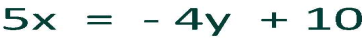 5x = - 4y + 10